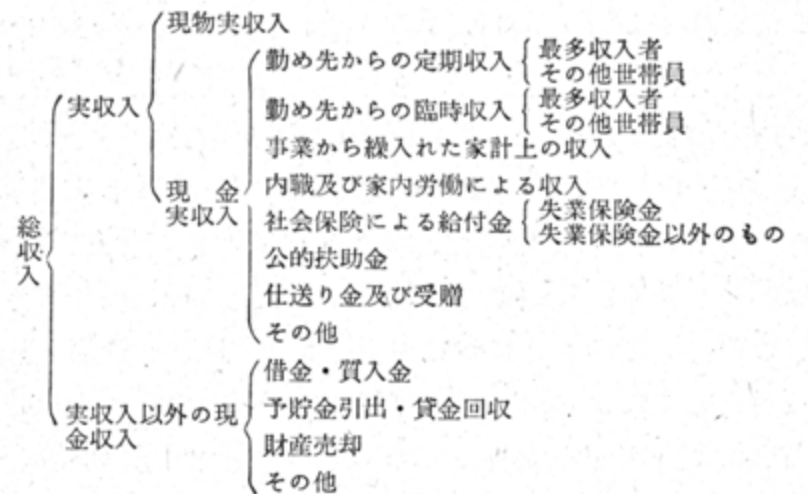 総収入
実収入
現物実収入
現金
実収入
勤め先からの定期収入
最多収入者
その他世帯員
勤め先からの臨時収入
最多収入者
その他世帯員
事業から繰入れた家計上の収入
内職及び家内労働による収入
社会保険による給付金
失業保険金
失業保険金以外のもの
公的扶助金
仕送り金及び受贈
その他
実収入以外の現
金収入
借金・質入金
予貯金引出・貸金回収
財産売却
その他